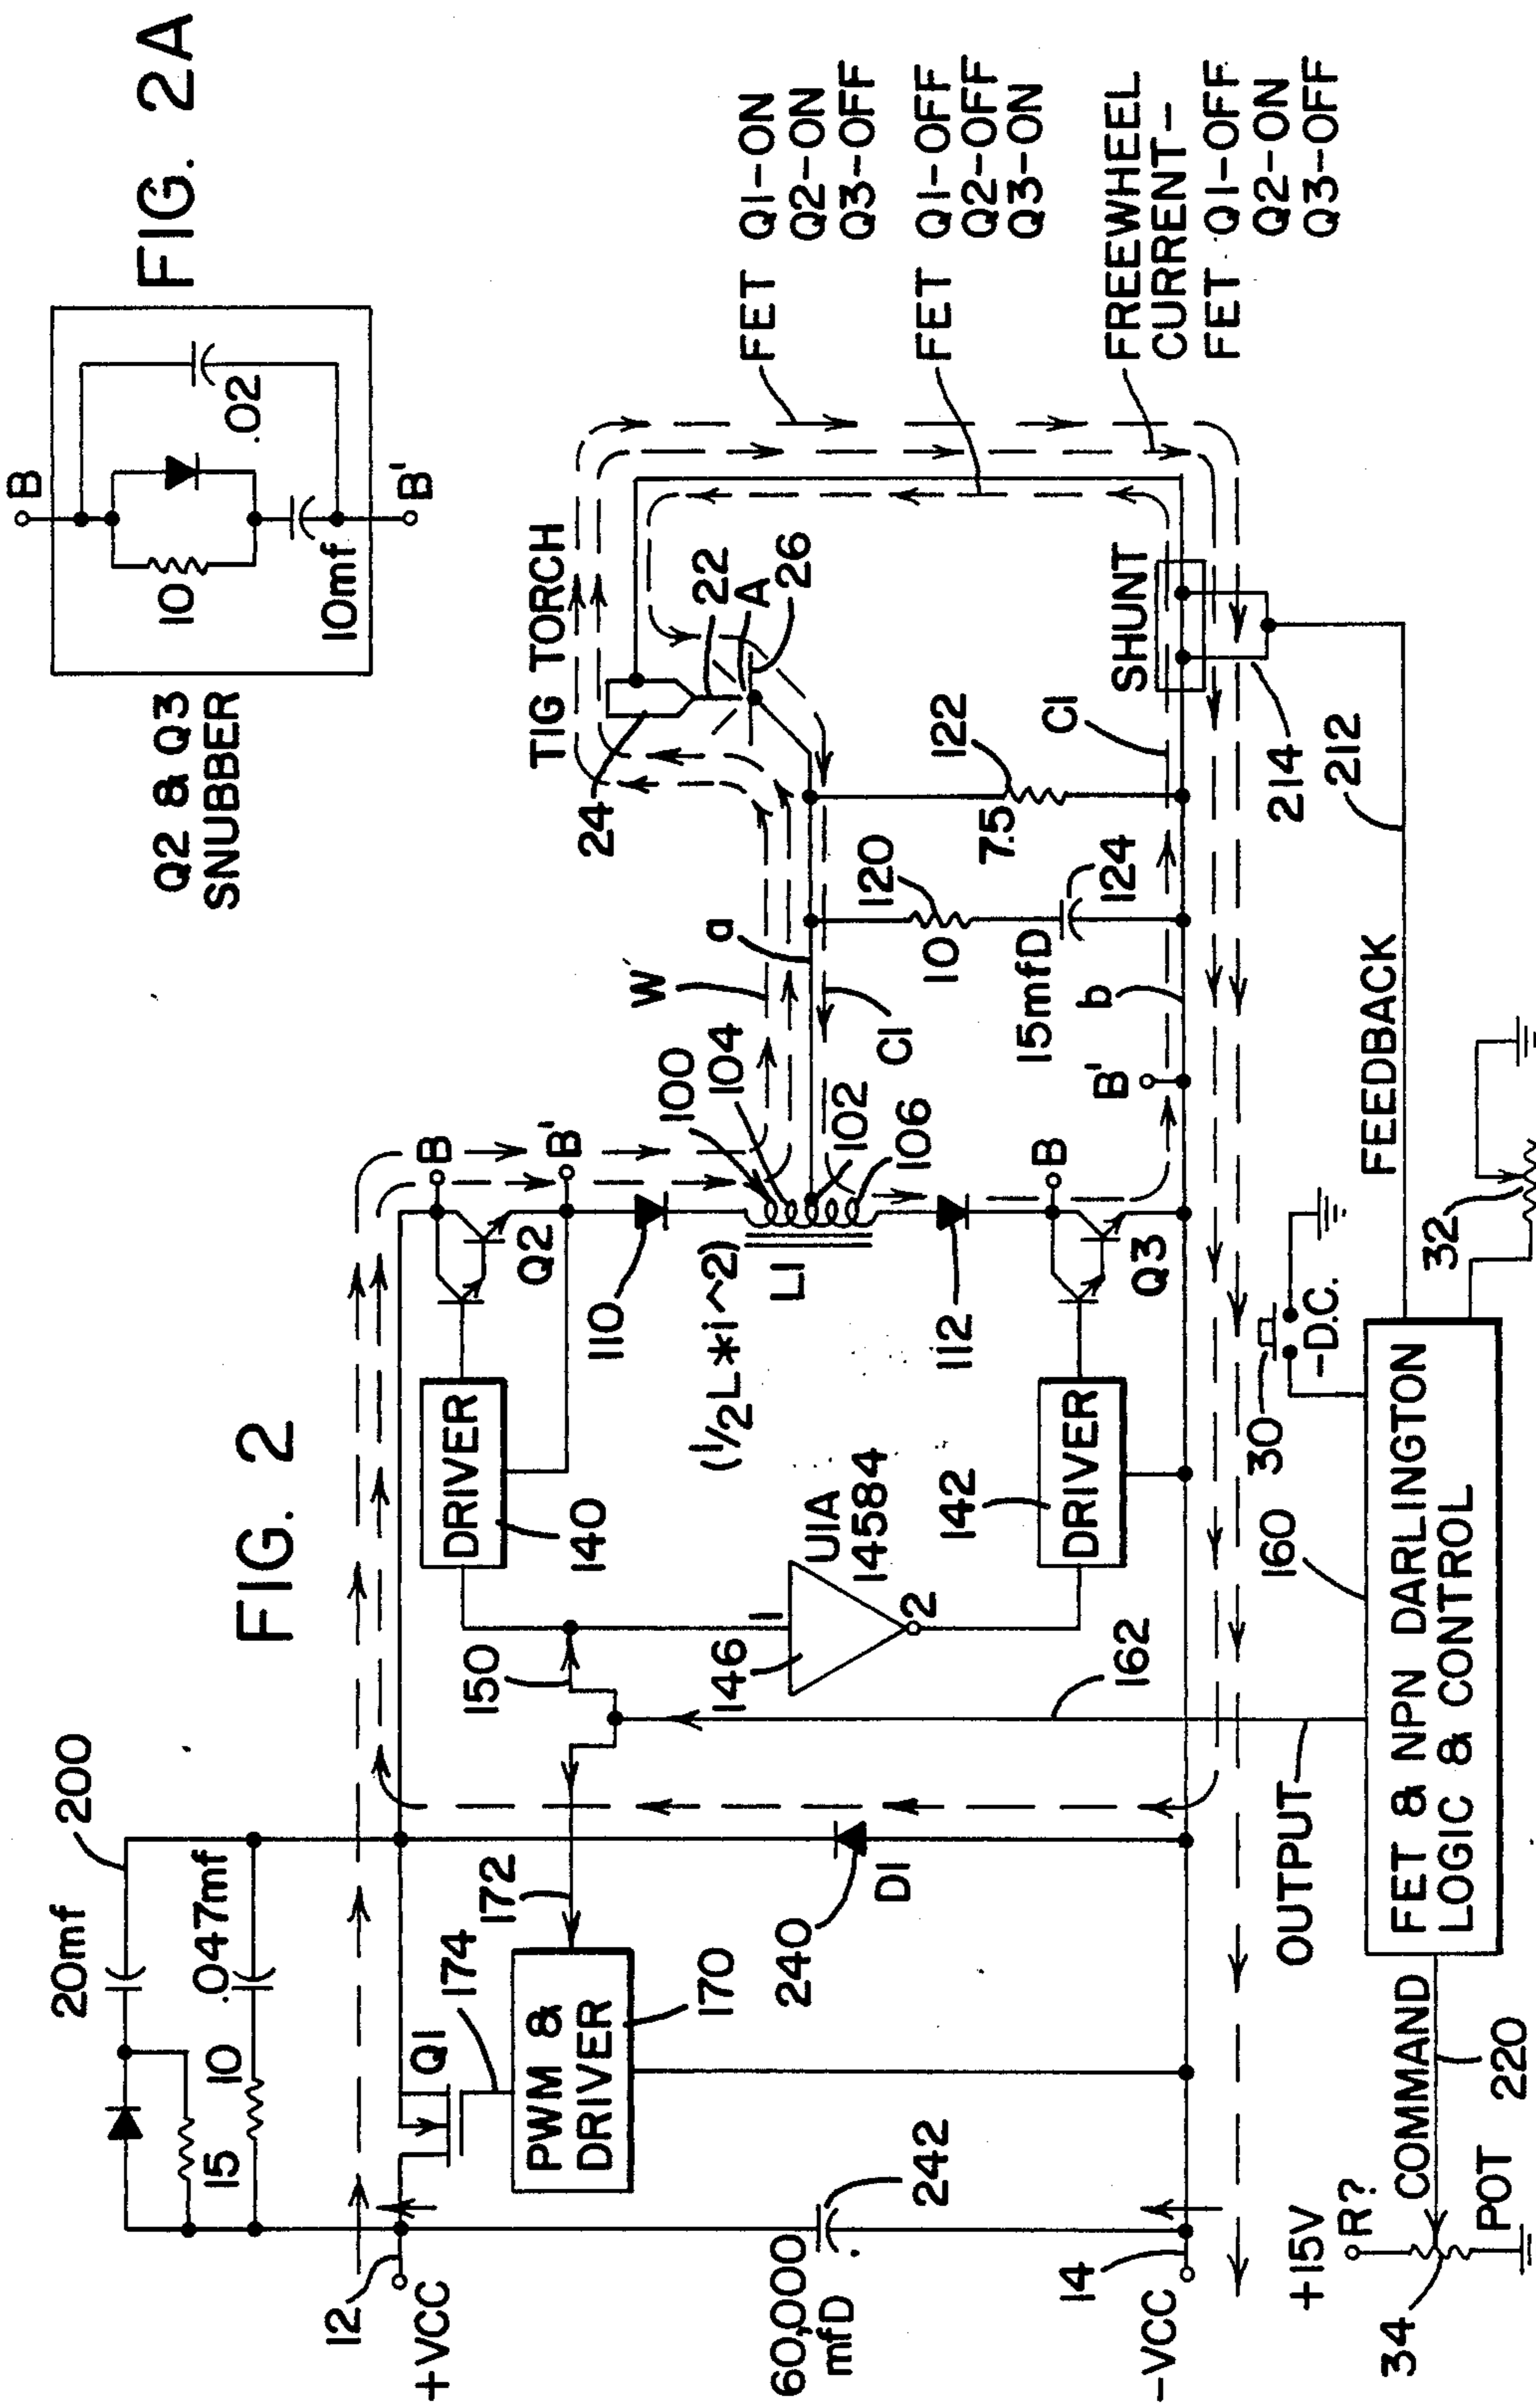 FIG. 2
FIG. 2A
Q2 & Q3
SNUBBER
B
10
.02
10mf
B'
200
20mf
.047mf
15
10
12
+VCC
Q1
174
172
PWM &
DRIVER
170
240
D1
60,000
mfD
242
14
-VCC
150
DRIVER
140
146
1
U1A
14584
2
142
DRIVER
162
Q2
B
B'
110
(1/2L*i^2)
L1
112
Q3
B
B'
100
104
102
106
W
a
C1
120
10
15mfD
124
b
122
7.5
C1
TIG TORCH
24
22
A
26
SHUNT
214
212
FEEDBACK
FET Q1-ON
Q2-ON
Q3-OFF
FET Q1-OFF
Q2-OFF
Q3-ON
FREEWHEEL
CURRENT-
FET Q1-OFF
Q2-ON
Q3-OFF
+15V
R?
34
POT
COMMAND
220
OUTPUT
160
FET & NPN DARLINGTON
LOGIC & CONTROL
30
-D.C.
32